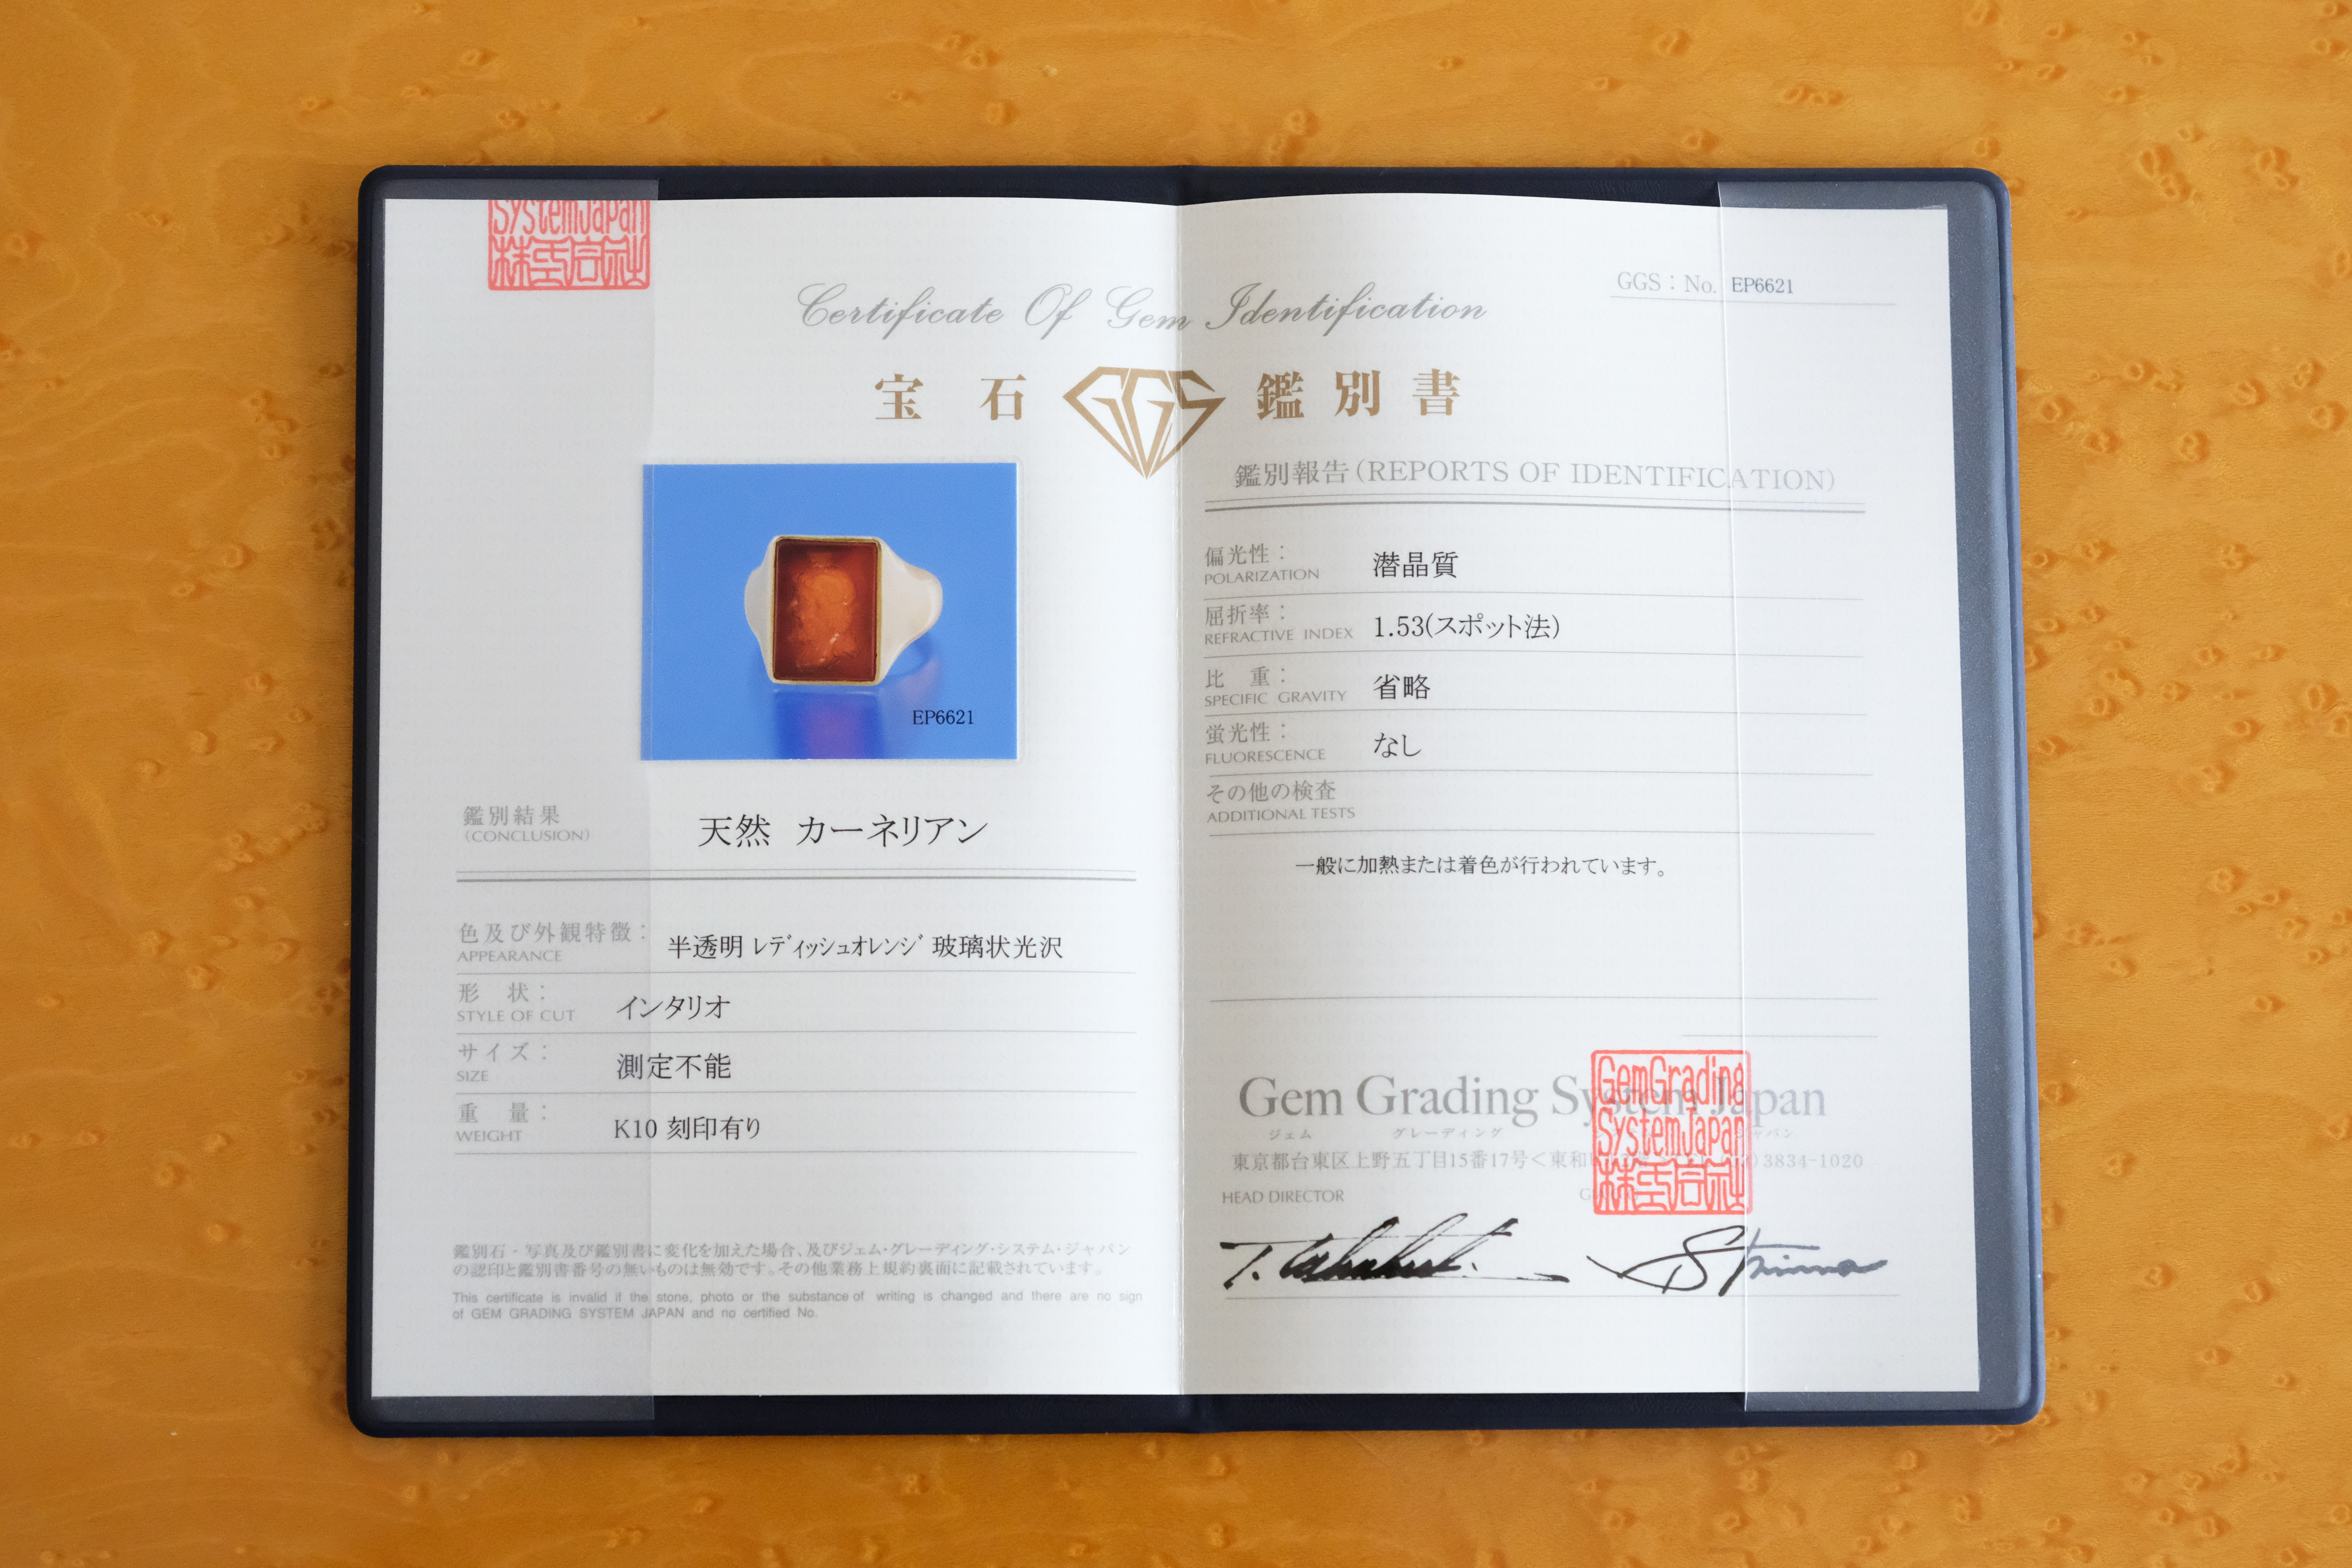 SystemJapan
Certificate Of Gem Identification
GGS : No. EP6621
宝石 GGS 鑑別書
EP6621
鑑別結果
(CONCLUSION)
天然 カーネリアン
色及び外観特徴：
APPEARANCE
半透明 ﾚﾃﾞｨｯｼｭｵﾚﾝｼﾞ 玻璃状光沢
形 状：
STYLE OF CUT
インタリオ
サイズ：
SIZE
測定不能
重 量：
WEIGHT
K10 刻印有り
鑑別石・写真及び鑑別書に変化を加えた場合、及びジェム・グレーディング・システム・ジャパン
の認印と鑑別書番号の無いものは無効です。その他業務上規約裏面に記載されています。
This certificate is invalid if the stone, photo or the substance of writing is changed and there are no sign
of GEM GRADING SYSTEM JAPAN and no certified No.
鑑別報告(REPORTS OF IDENTIFICATION)
偏光性：
POLARIZATION
潜晶質
屈折率：
REFRACTIVE INDEX
1.53(スポット法)
比 重：
SPECIFIC GRAVITY
省略
蛍光性：
FLUORESCENCE
なし
その他の検査
ADDITIONAL TESTS
一般に加熱または着色が行われています。
Gem Grading System Japan
ジェム グレーディング ジャパン
東京都台東区上野五丁目15番17号＜東和 3834-1020
GemGrading
SystemJapan
HEAD DIRECTOR